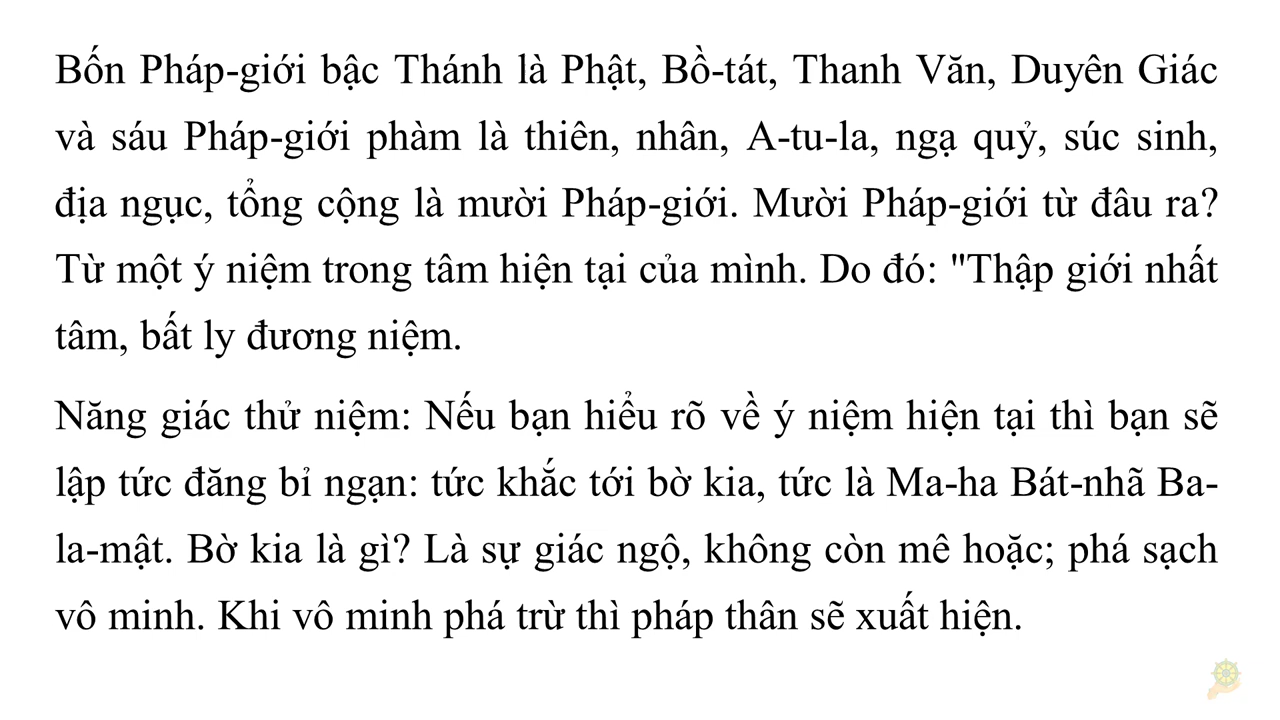 Bốn Pháp-giới bậc Thánh là Phật, Bồ-tát, Thanh Văn, Duyên Giác
và sáu Pháp-giới phàm là thiên, nhân, A-tu-la, ngạ quỷ, súc sinh,
địa ngục, tổng cộng là mười Pháp-giới. Mười Pháp-giới từ đâu ra?
Từ một ý niệm trong tâm hiện tại của mình. Do đó: "Thập giới nhất
tâm, bất ly đương niệm.
Năng giác thử niệm: Nếu bạn hiểu rõ về ý niệm hiện tại thì bạn sẽ
lập tức đăng bỉ ngạn: tức khắc tới bờ kia, tức là Ma-ha Bát-nhã Ba-
la-mật. Bờ kia là gì? Là sự giác ngộ, không còn mê hoặc; phá sạch
vô minh. Khi vô minh phá trừ thì pháp thân sẽ xuất hiện.